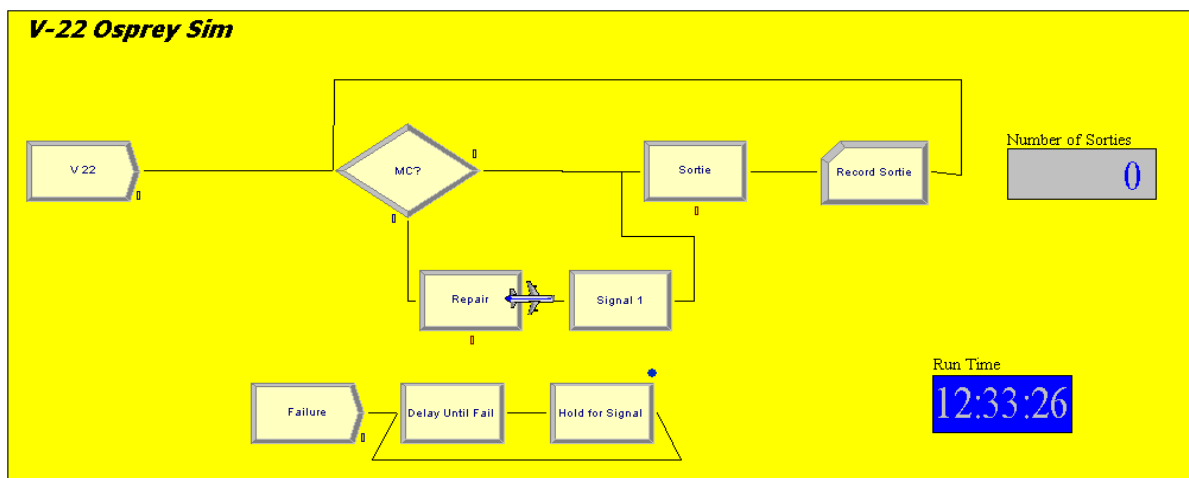 V-22 Osprey Sim
V 22
MC?
Sortie
Record Sortie
Number of Sorties
0
Repair
Signal 1
Failure
Delay Until Fail
Hold for Signal
Run Time
12:33:26